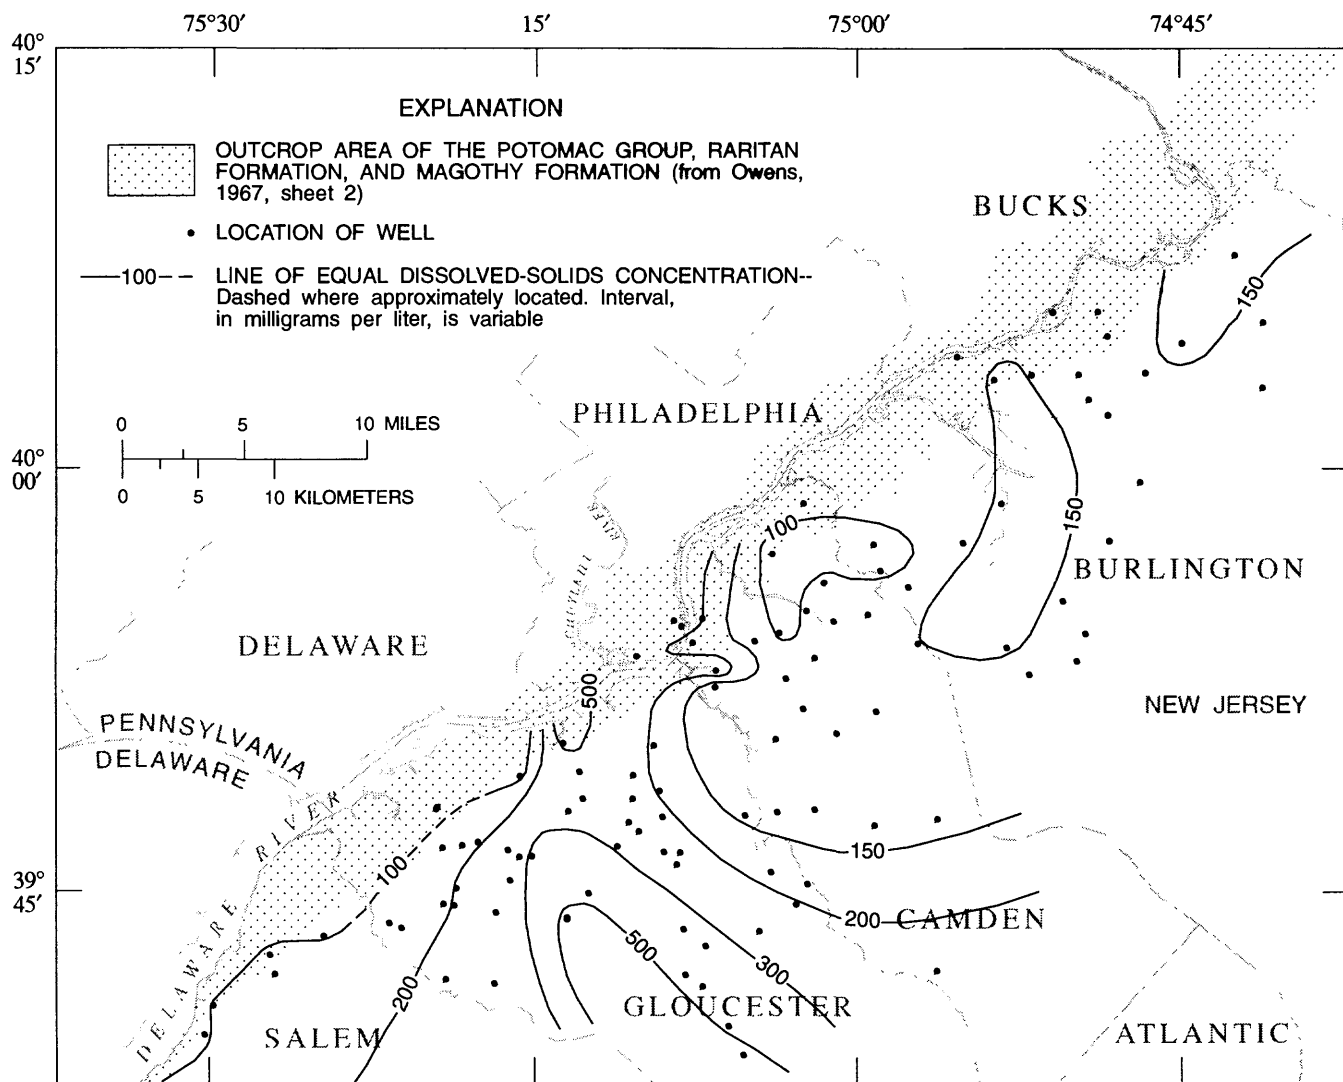 75°30′ 15′ 75°00′ 74°45′
40°
15′
EXPLANATION
OUTCROP AREA OF THE POTOMAC GROUP, RARITAN
FORMATION, AND MAGOTHY FORMATION (from Owens,
1967, sheet 2)
LOCATION OF WELL
100
LINE OF EQUAL DISSOLVED-SOLIDS CONCENTRATION--
Dashed where approximately located. Interval,
in milligrams per liter, is variable
BUCKS
150
0 5 10 MILES
0 5 10 KILOMETERS
PHILADELPHIA
40°
00′
150
100
RIVER
BURLINGTON
DELAWARE
500
NEW JERSEY
PENNSYLVANIA
DELAWARE
DELAWARE RIVER
100
150
39°
45′
200
CAMDEN
500
300
200
GLOUCESTER
SALEM
ATLANTIC